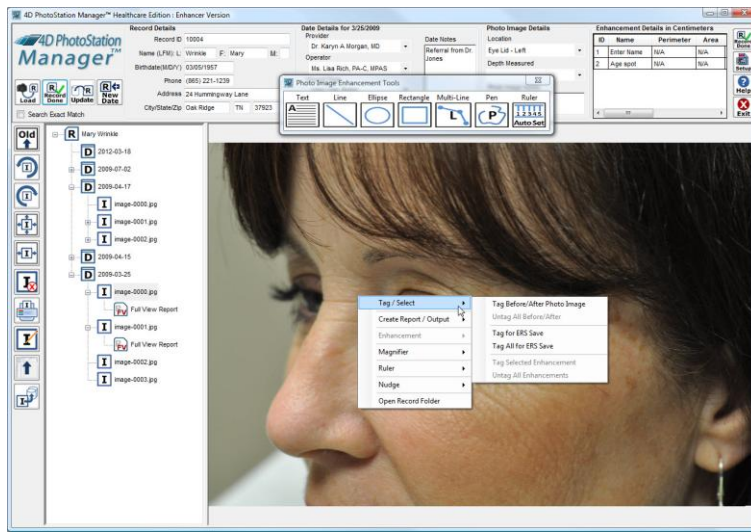 4D PhotoStation Manager™ Healthcare Edition : Enhancer Version
4D PhotoStation
Manager™
Load
Record Done
Update
New Date
Search Exact Match
Record Details
Record ID 10004
Name (LFM): L: Wrinkle F: Mary M:
Birthdate(M/D/Y) 03/05/1957
Phone (865) 221-1239
Address 24 Hummingway Lane
City/State/Zip Oak Ridge TN 37923
Date Details for 3/25/2009
Provider
Dr. Karyn A Morgan, MD
Operator
Ms. Lisa Rich, PA-C, MPAS
Date Notes
Referral from Dr. Jones
Photo Image Details
Location
Eye Lid - Left
Depth Measured
Enhancement Details in Centimeters
ID Name Perimeter Area
1 Enter Name N/A N/A
2 Age spot N/A N/A
Record Done
Setup
Help
Exit
Photo Image Enhancement Tools
Text Line Ellipse Rectangle Multi-Line Pen Ruler
A L P 12345
Auto Set
Old
R Mary Wrinkle
D 2012-03-18
D 2009-07-02
D 2009-04-17
I image-0000.jpg
I image-0001.jpg
I image-0002.jpg
D 2009-04-15
D 2009-03-25
I image-0000.jpg
FV Full View Report
I image-0001.jpg
FV Full View Report
I image-0002.jpg
I image-0003.jpg
Tag / Select
Create Report / Output
Enhancement
Magnifier
Ruler
Nudge
Open Record Folder
Tag Before/After Photo Image
Untag All Before/After
Tag for ERS Save
Tag All for ERS Save
Tag Selected Enhancement
Untag All Enhancements